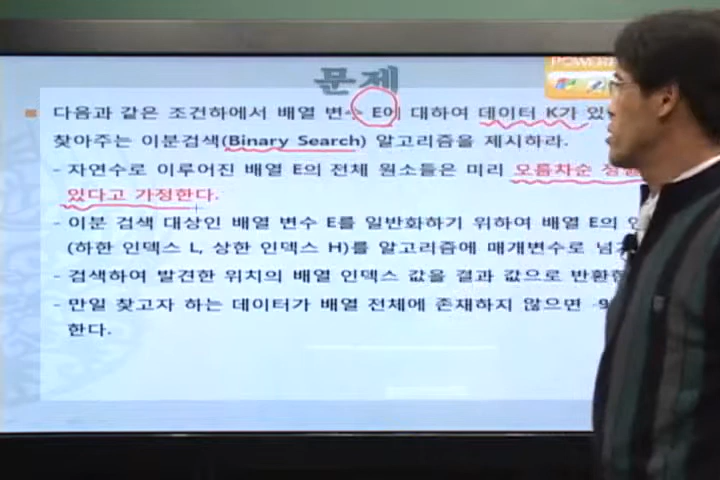 문제
POWERP
다음과 같은 조건하에서 배열 변수 E에 대하여 데이터 K가 있
찾아주는 이분검색(Binary Search) 알고리즘을 제시하라.
- 자연수로 이루어진 배열 E의 전체 원소들은 미리 오름차순 정렬
있다고 가정한다.
- 이분 검색 대상인 배열 변수 E를 일반화하기 위하여 배열 E의 인
(하한 인덱스 L, 상한 인덱스 H)를 알고리즘에 매개변수로 넘
- 검색하여 발견한 위치의 배열 인덱스 값을 결과 값으로 반환한
- 만일 찾고자 하는 데이터가 배열 전체에 존재하지 않으면 -9
한다.